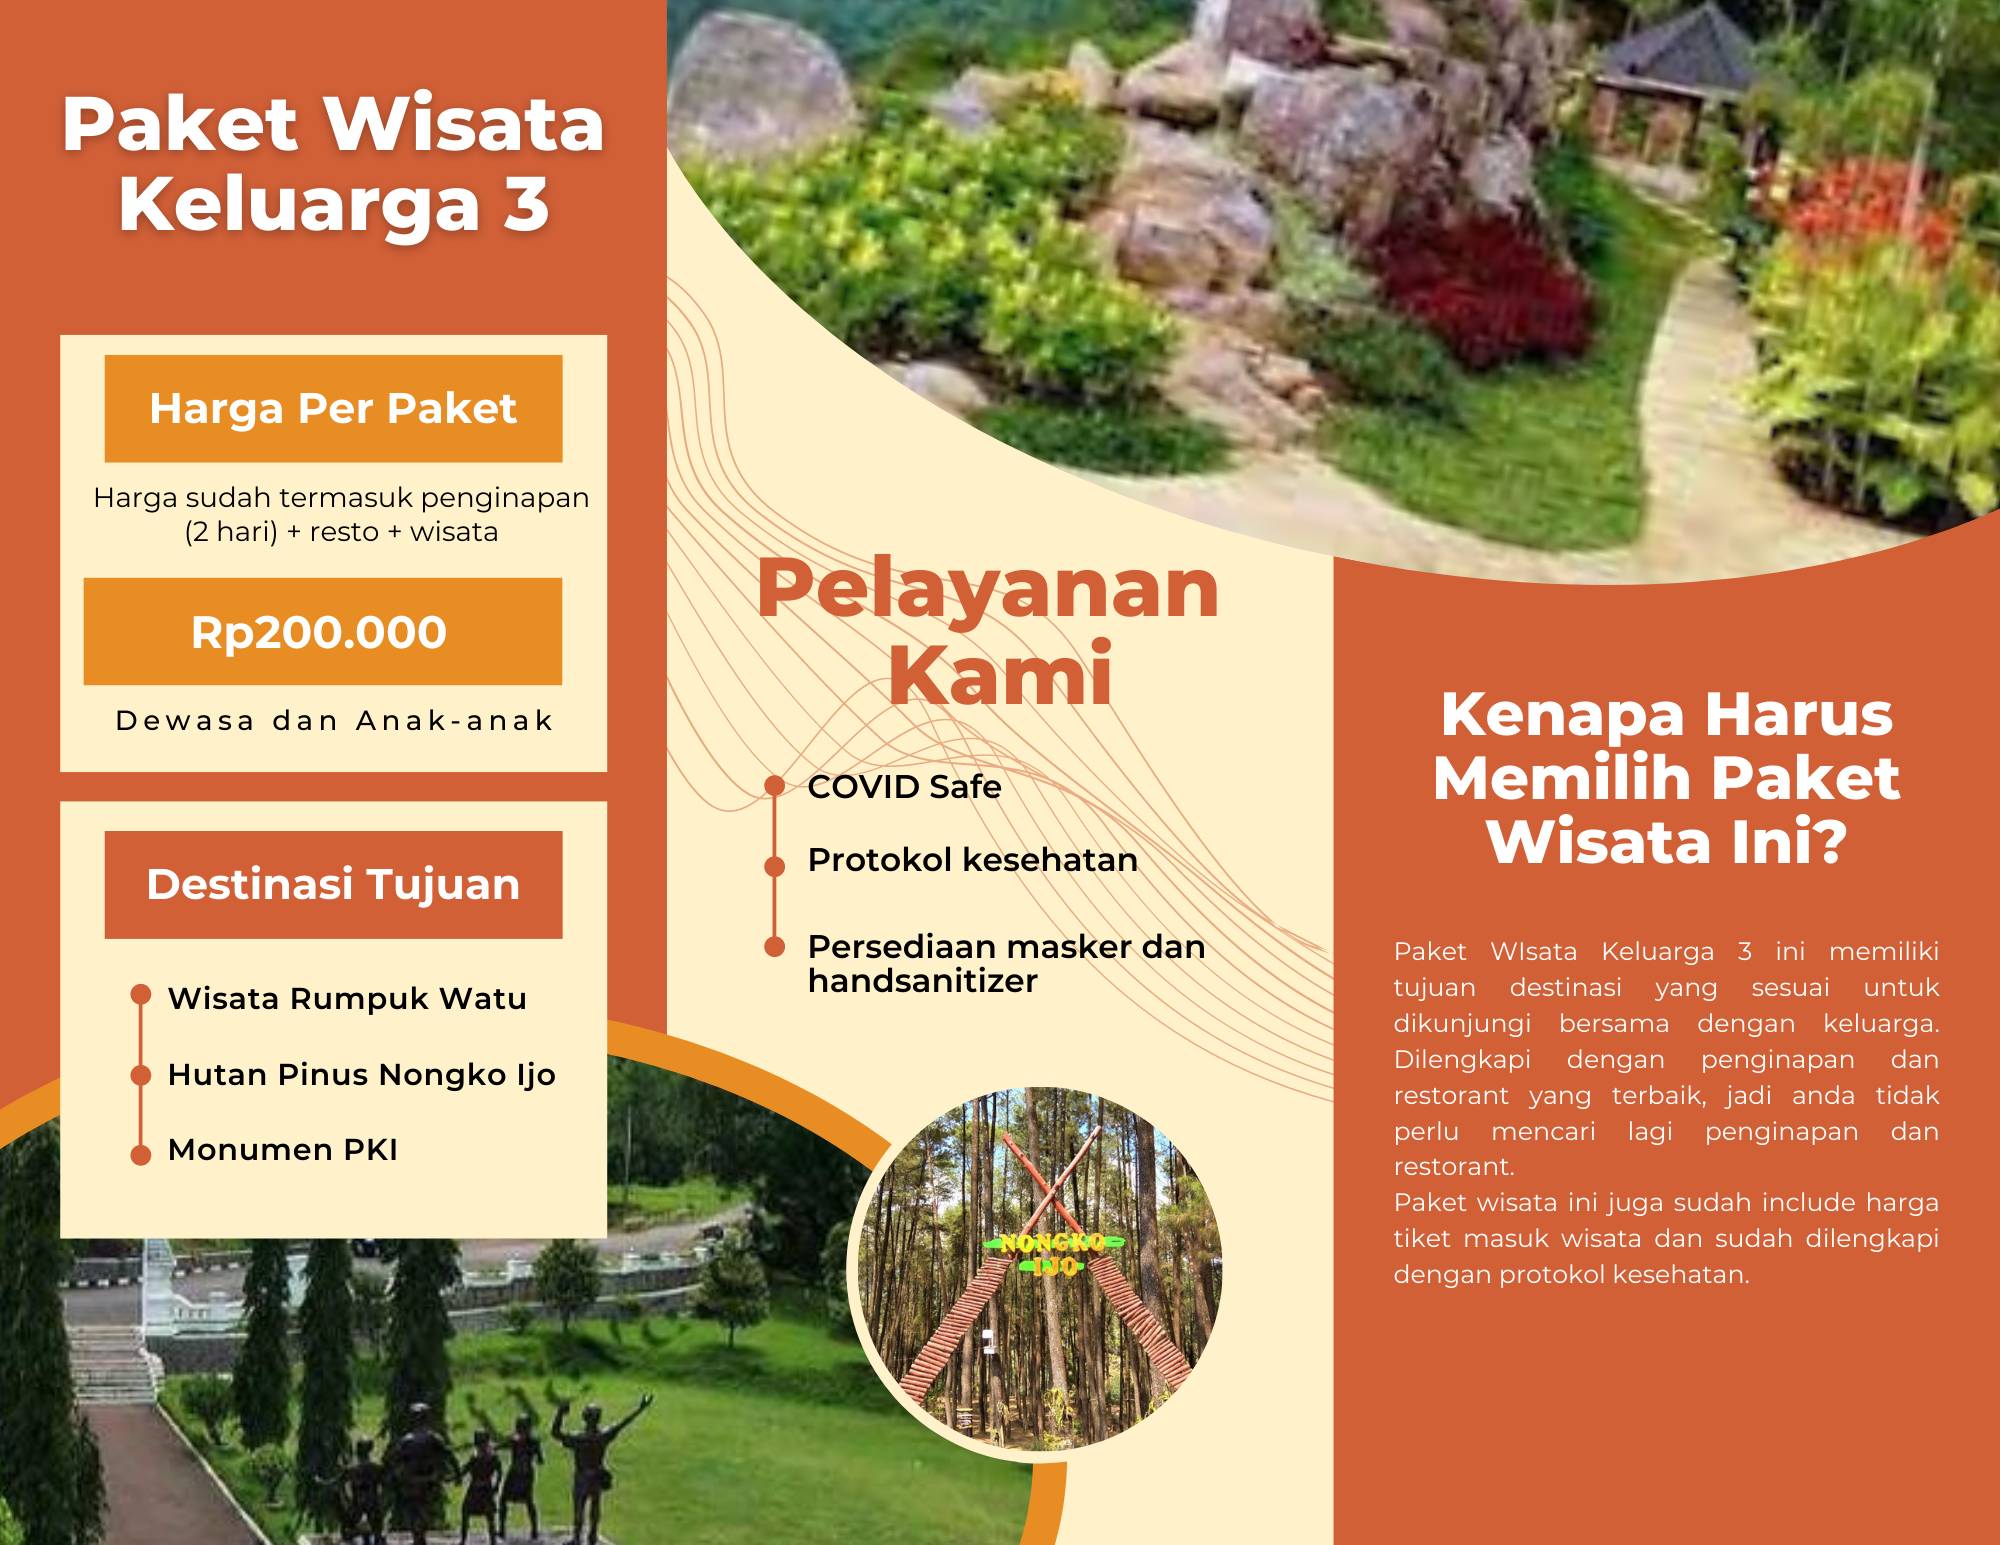 Paket Wisata
Keluarga 3
Harga Per Paket
Harga sudah termasuk penginapan
(2 hari) + resto + wisata
Rp200.000
Dewasa dan Anak-anak
Destinasi Tujuan
Wisata Rumpuk Watu
Hutan Pinus Nongko Ijo
Monumen PKI
Pelayanan
Kami
COVID Safe
Protokol kesehatan
Persediaan masker dan
handsanitizer
NONGKO
IJO
Kenapa Harus
Memilih Paket
Wisata Ini?
Paket WIsata Keluarga 3 ini memiliki
tujuan destinasi yang sesuai untuk
dikunjungi bersama dengan keluarga.
Dilengkapi dengan penginapan dan
restorant yang terbaik, jadi anda tidak
perlu mencari lagi penginapan dan
restorant.
Paket wisata ini juga sudah include harga
tiket masuk wisata dan sudah dilengkapi
dengan protokol kesehatan.